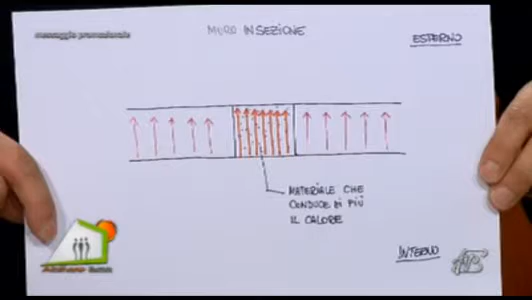 messaggio promozionale
MURO IN SEZIONE
ESTERNO
MATERIALE CHE
CONDUCE DI PIÙ
IL CALORE
INTERNO